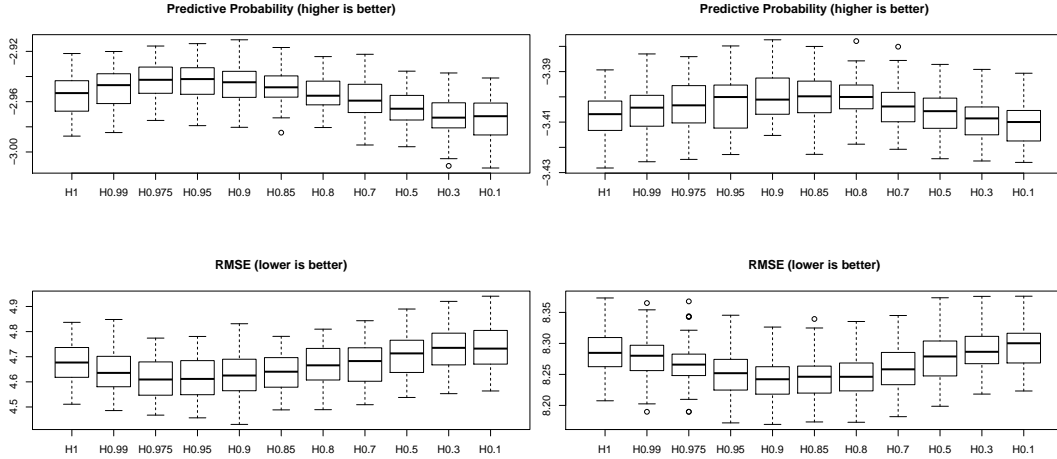 Predictive Probability (higher is better)
-2.92
-2.96
-3.00
H1 H0.99 H0.975 H0.95 H0.9 H0.85 H0.8 H0.7 H0.5 H0.3 H0.1
Predictive Probability (higher is better)
-3.39
-3.41
-3.43
H1 H0.99 H0.975 H0.95 H0.9 H0.85 H0.8 H0.7 H0.5 H0.3 H0.1
RMSE (lower is better)
4.9
4.8
4.7
4.6
4.5
H1 H0.99 H0.975 H0.95 H0.9 H0.85 H0.8 H0.7 H0.5 H0.3 H0.1
RMSE (lower is better)
8.35
8.30
8.25
8.20
H1 H0.99 H0.975 H0.95 H0.9 H0.85 H0.8 H0.7 H0.5 H0.3 H0.1